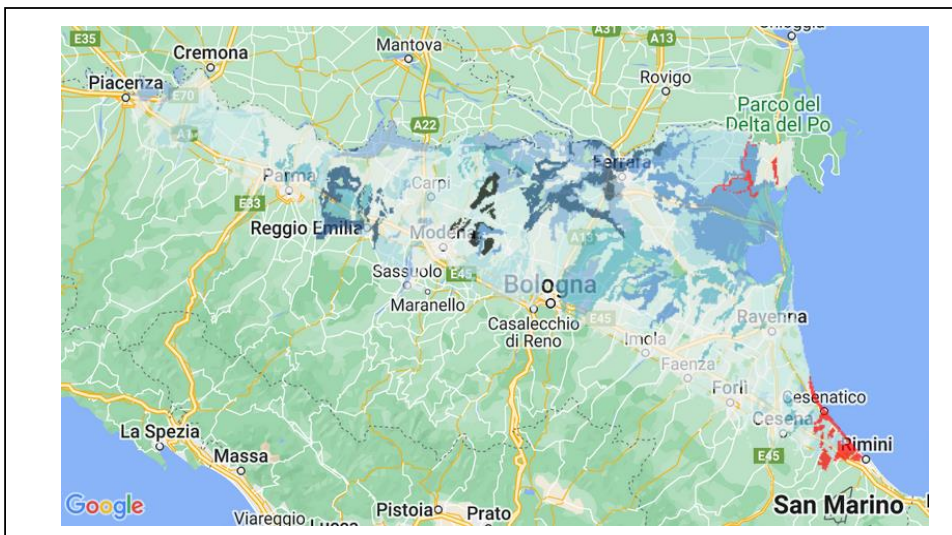 E35
Cremona
Mantova
A31
A13
Chioggia
Piacenza
Rovigo
E70
A22
Parco del
Delta del Po
Ferrara
Parma
Carpi
E33
Reggio Emilia
Modena
A13
Sassuolo
E45
Bologna
Maranello
Ravenna
Casalecchio
di Reno
E45
Imola
Faenza
Forlì
Cesenatico
Cesena
La Spezia
E45
Rimini
Massa
San Marino
Google
Viareggio
Lucca
Pistoia
Prato